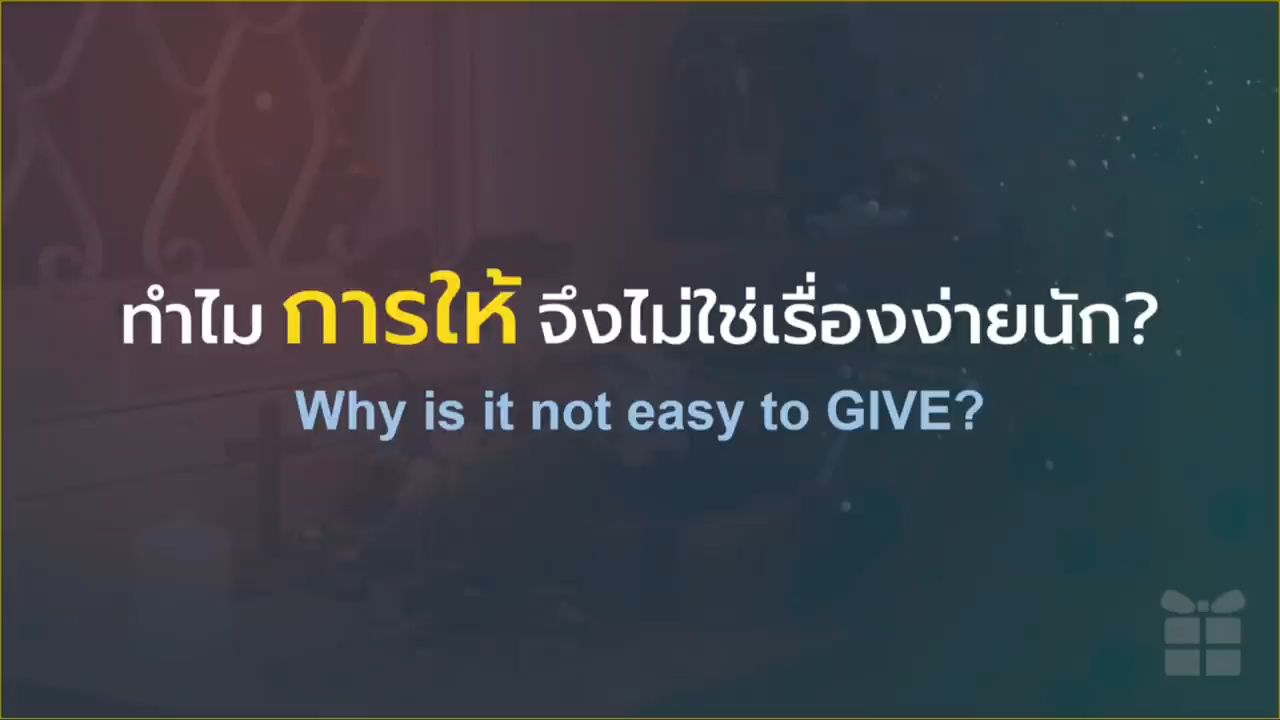 ทำไม การให้ จึงไม่ใช่เรื่องง่ายนัก?
Why is it not easy to GIVE?